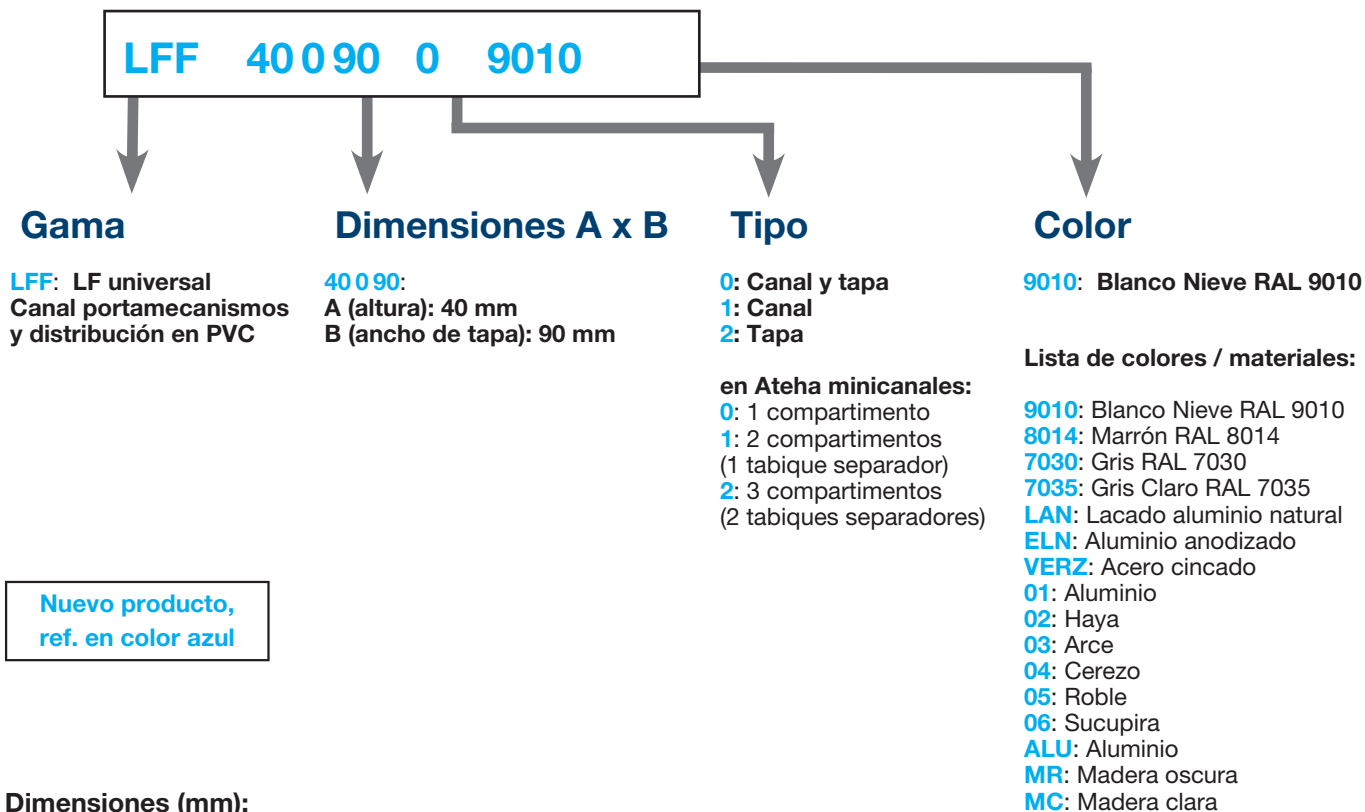 LFF 40 0 90 0 9010
Gama
LFF: LF universal
Canal portamecanismos
y distribución en PVC
Dimensiones A x B
40 0 90:
A (altura): 40 mm
B (ancho de tapa): 90 mm
Tipo
0: Canal y tapa
1: Canal
2: Tapa
en Ateha minicanales:
0: 1 compartimento
1: 2 compartimentos
(1 tabique separador)
2: 3 compartimentos
(2 tabiques separadores)
Color
9010: Blanco Nieve RAL 9010
Lista de colores / materiales:
9010: Blanco Nieve RAL 9010
8014: Marrón RAL 8014
7030: Gris RAL 7030
7035: Gris Claro RAL 7035
LAN: Lacado aluminio natural
ELN: Aluminio anodizado
VERZ: Acero cincado
01: Aluminio
02: Haya
03: Arce
04: Cerezo
05: Roble
06: Sucupira
ALU: Aluminio
MR: Madera oscura
MC: Madera clara
Nuevo producto,
ref. en color azul
Dimensiones (mm):